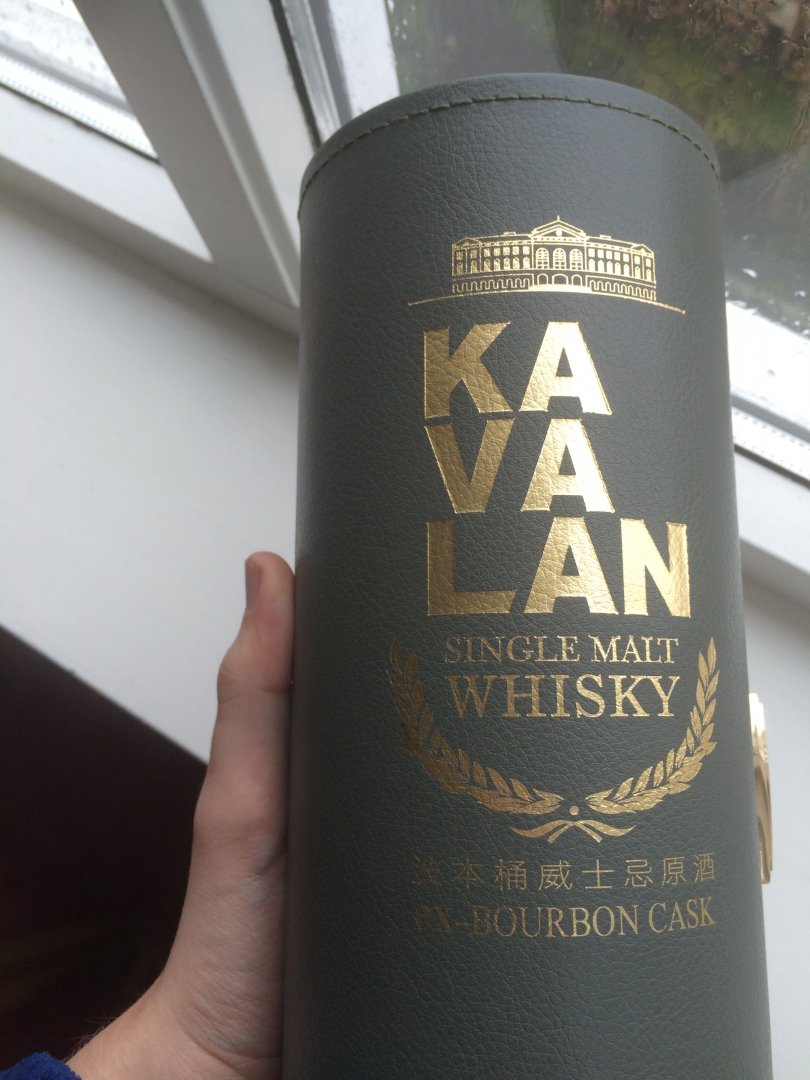 KA
VA
LAN
SINGLE MALT
WHISKY
波本桶威士忌原酒
eX-BOURBON CASK